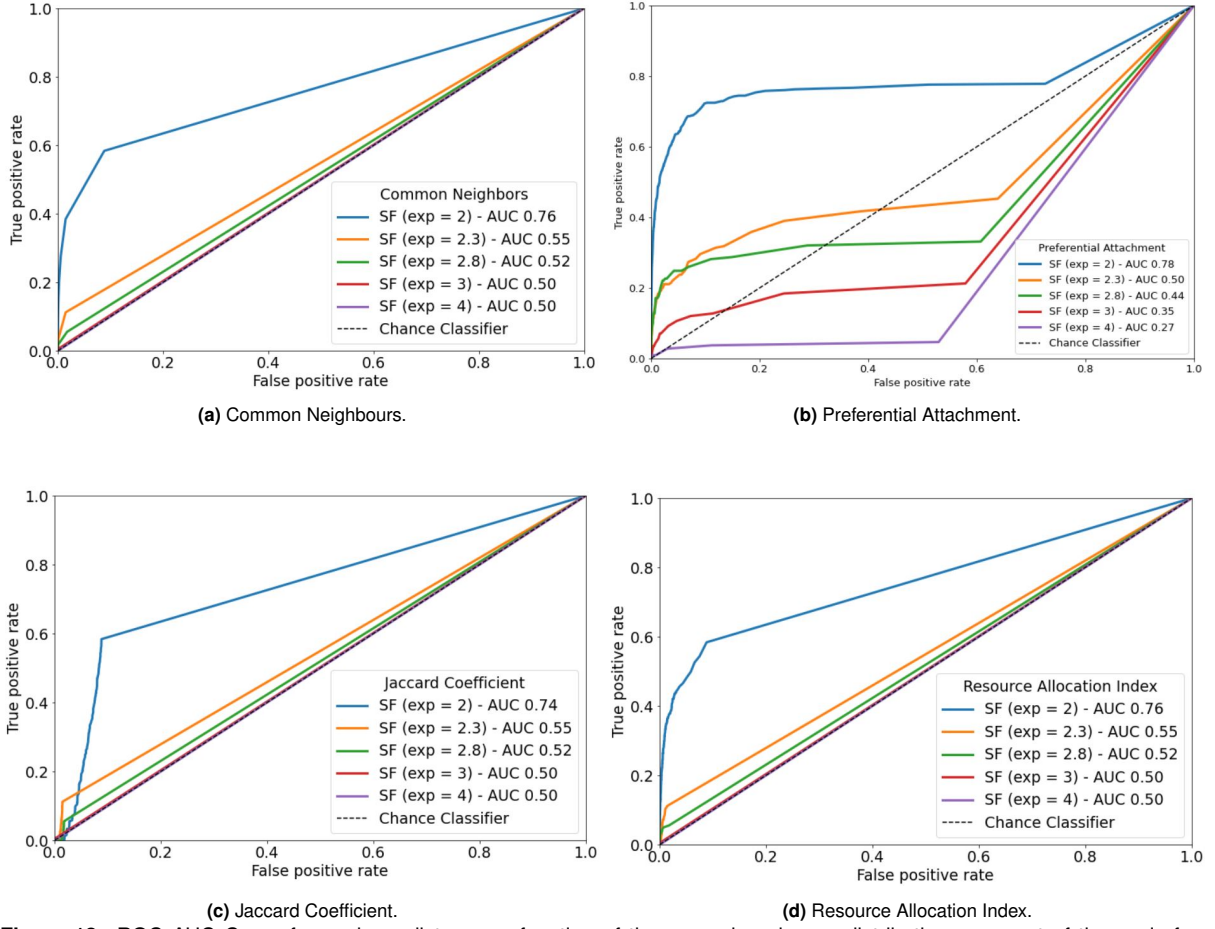 1.0
0.8
0.6
0.4
0.2
0.0
0.0 0.2 0.4 0.6 0.8 1.0
True positive rate
False positive rate
Common Neighbors
SF (exp = 2) - AUC 0.76
SF (exp = 2.3) - AUC 0.55
SF (exp = 2.8) - AUC 0.52
SF (exp = 3) - AUC 0.50
SF (exp = 4) - AUC 0.50
Chance Classifier
(a) Common Neighbours.
1.0
0.8
0.6
0.4
0.2
0.0
0.0 0.2 0.4 0.6 0.8 1.0
True positive rate
False positive rate
Preferential Attachment
SF (exp = 2) - AUC 0.78
SF (exp = 2.3) - AUC 0.50
SF (exp = 2.8) - AUC 0.44
SF (exp = 3) - AUC 0.35
SF (exp = 4) - AUC 0.27
Chance Classifier
(b) Preferential Attachment.
1.0
0.8
0.6
0.4
0.2
0.0
0.0 0.2 0.4 0.6 0.8 1.0
True positive rate
False positive rate
Jaccard Coefficient
SF (exp = 2) - AUC 0.74
SF (exp = 2.3) - AUC 0.55
SF (exp = 2.8) - AUC 0.52
SF (exp = 3) - AUC 0.50
SF (exp = 4) - AUC 0.50
Chance Classifier
(c) Jaccard Coefficient.
1.0
0.8
0.6
0.4
0.2
0.0
0.0 0.2 0.4 0.6 0.8 1.0
True positive rate
False positive rate
Resource Allocation Index
SF (exp = 2) - AUC 0.76
SF (exp = 2.3) - AUC 0.55
SF (exp = 2.8) - AUC 0.52
SF (exp = 3) - AUC 0.50
SF (exp = 4) - AUC 0.50
Chance Classifier
(d) Resource Allocation Index.